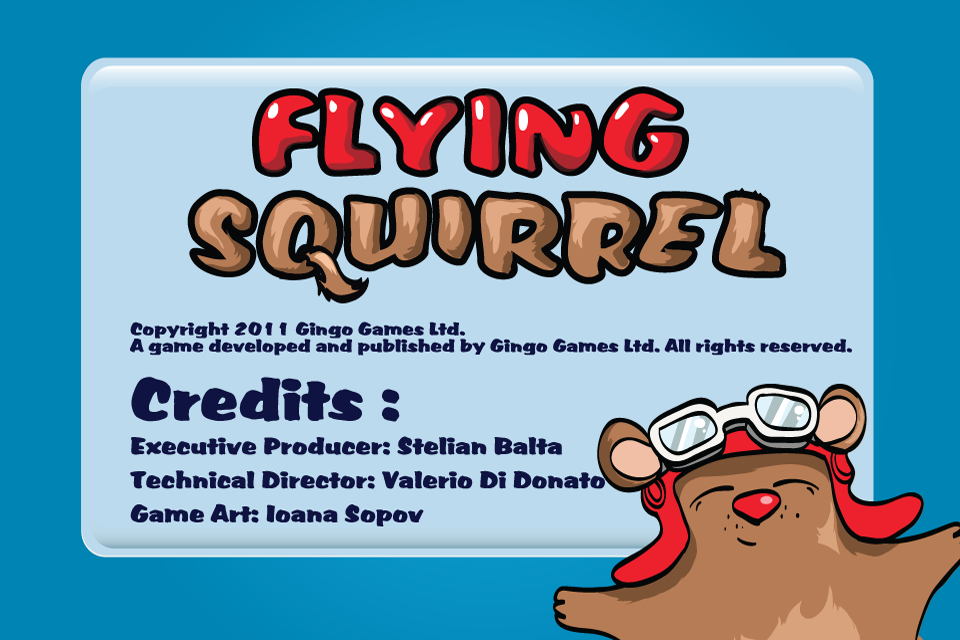 FLYING
SQUIRREL
Copyright 2011 Gingo Games Ltd.
A game developed and published by Gingo Games Ltd. All rights reserved.
Credits :
Executive Producer: Stelian Balta
Technical Director: Valerio Di Donato
Game Art: Ioana Sopov